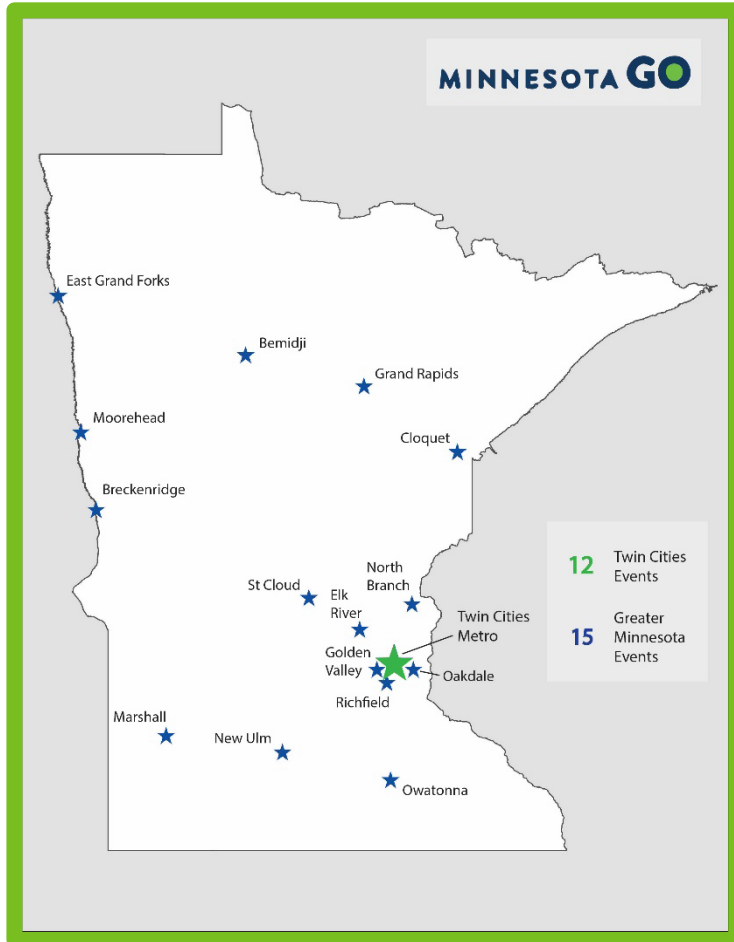 MINNESOTA GO
East Grand Forks
Bemidji
Grand Rapids
Moorehead
Cloquet
Breckenridge
12 Twin Cities
Events
15 Greater
Minnesota
Events
North
Branch
St Cloud
Elk
River
Twin Cities
Metro
Golden
Valley
Oakdale
Richfield
Marshall
New Ulm
Owatonna